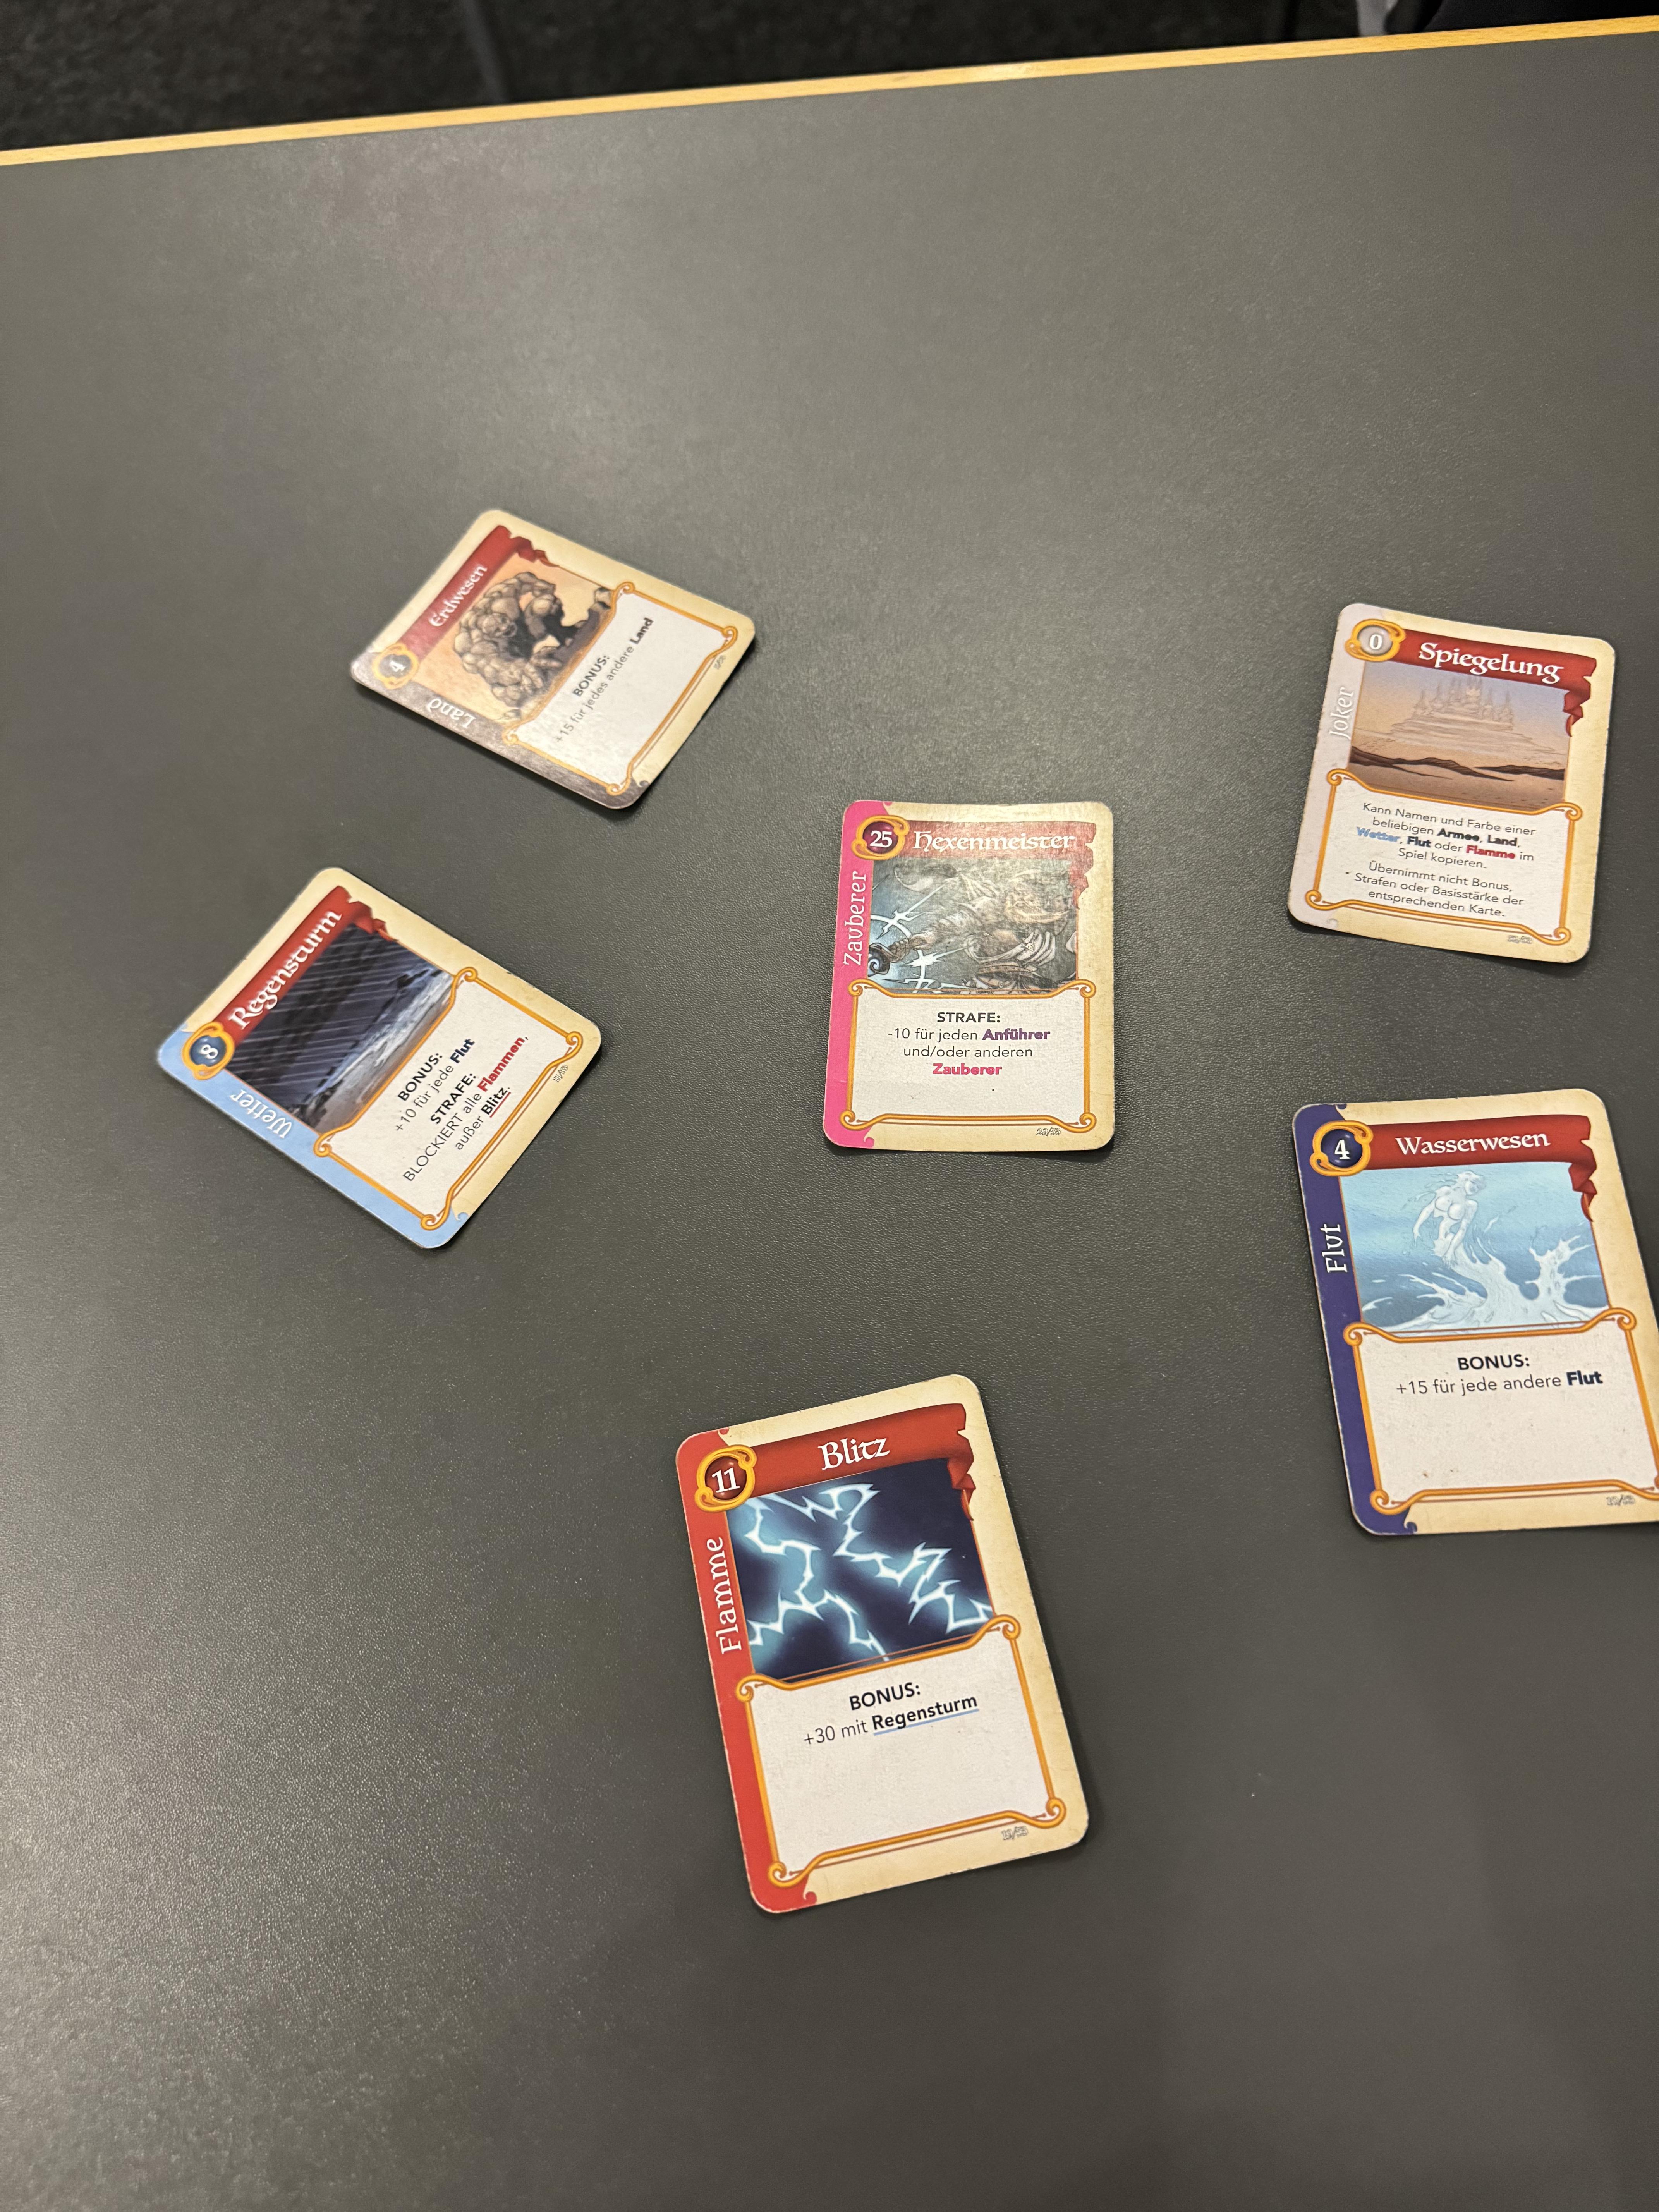 4
Erdwesen
Land
BONUS:
+15 für jedes andere Land
0
Spiegelung
Joker
Kann Namen und Farbe einer
beliebigen Armee, Land,
Wetter, Flut oder Flamme im
Spiel kopieren.
Übernimmt nicht Bonus,
Strafen oder Basisstärke der
entsprechenden Karte.
25
Hexenmeister
Zauberer
STRAFE:
-10 für jeden Anführer
und/oder anderen
Zauberer
8
Regensturm
Wetter
BONUS:
+10 für jede Flut
STRAFE:
BLOCKIERT alle Flammen,
außer Blitz.
4
Wasserwesen
Flut
BONUS:
+15 für jede andere Flut
11
Blitz
Flamme
BONUS:
+30 mit Regensturm